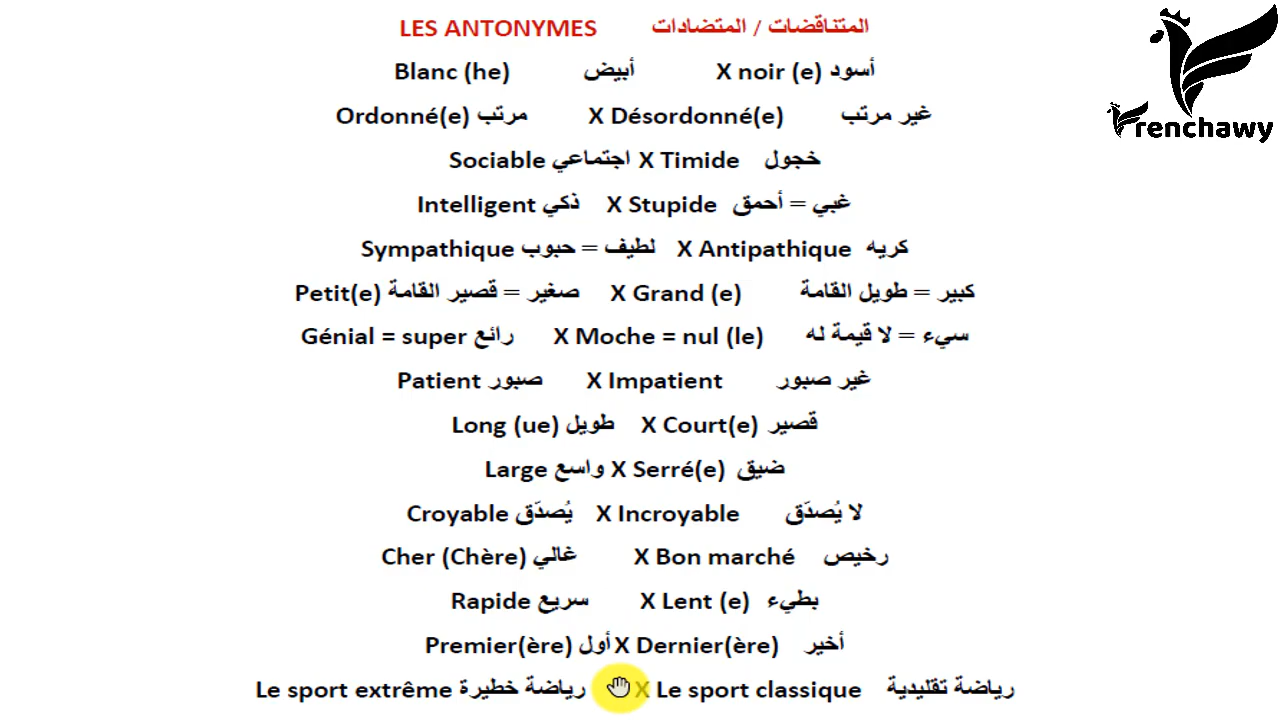 LES ANTONYMES المتناقضات / المتضادات
Frenchawy
Blanc (he) أبيض X noir (e) أسود
Ordonné(e) مرتب X Désordonné(e) غير مرتب
Sociable اجتماعي X Timide خجول
Intelligent ذكي X Stupide غبي = أحمق
Sympathique لطيف = حبوب X Antipathique كريه
Petit(e) صغير = قصير القامة X Grand (e) كبير = طويل القامة
Génial = super رائع X Moche = nul (le) سيء = لا قيمة له
Patient صبور X Impatient غير صبور
Long (ue) طويل X Court(e) قصير
Large واسع X Serré(e) ضيق
Croyable يُصدّق X Incroyable لا يُصدّق
Cher (Chère) غالي X Bon marché رخيص
Rapide سريع X Lent (e) بطيء
Premier(ère) أول X Dernier(ère) أخير
Le sport extrême رياضة خطيرة X Le sport classique رياضة تقليدية